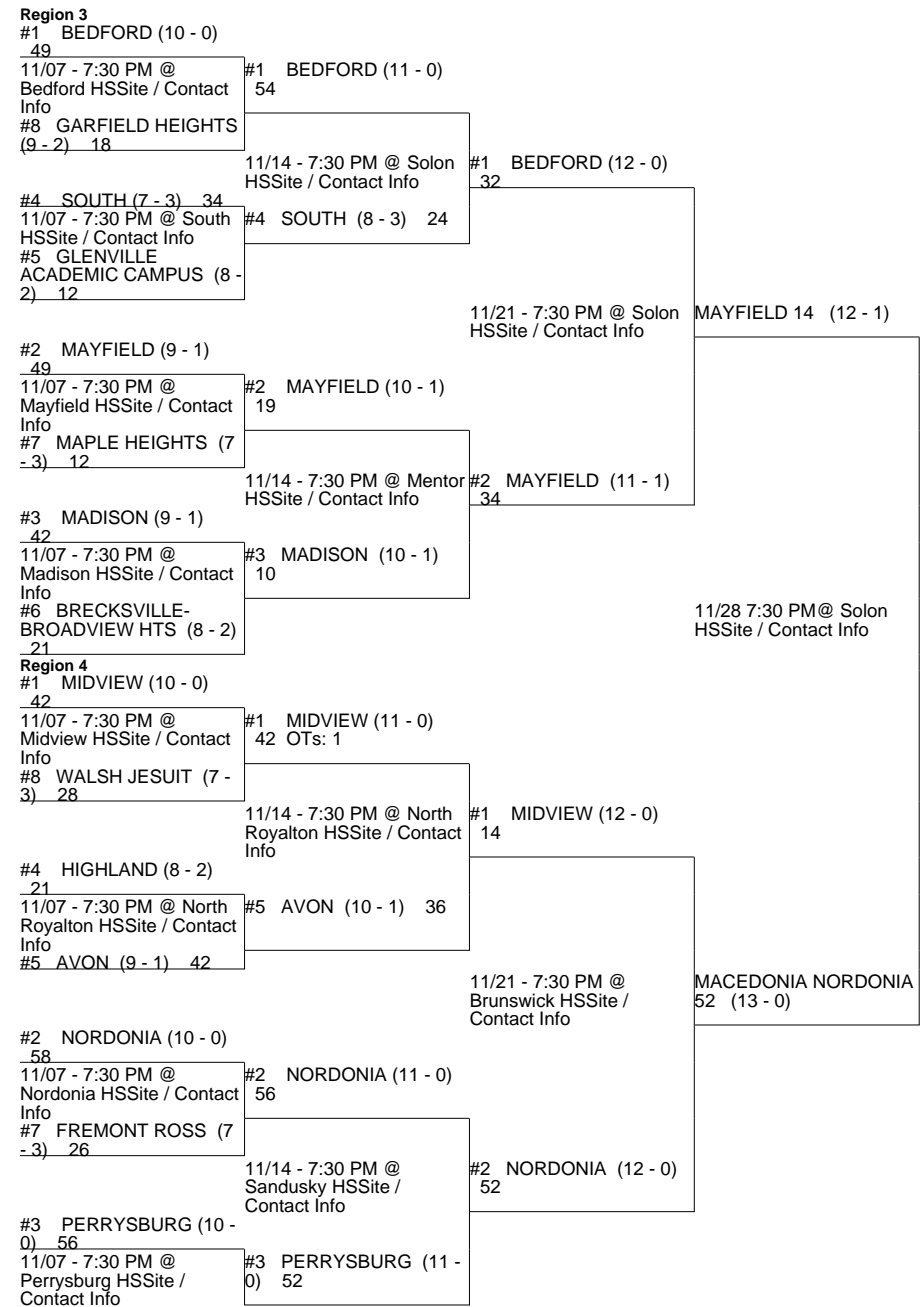 Region 3
#1 BEDFORD (10 - 0)
49
11/07 - 7:30 PM @
Bedford HSSite / Contact
Info
#8 GARFIELD HEIGHTS
(9 - 2) 18
#1 BEDFORD (11 - 0)
54
11/14 - 7:30 PM @ Solon
HSSite / Contact Info
#4 SOUTH (7 - 3) 34
11/07 - 7:30 PM @ South
HSSite / Contact Info
#5 GLENVILLE
ACADEMIC CAMPUS (8 -
2) 12
#4 SOUTH (8 - 3) 24
#1 BEDFORD (12 - 0)
32
11/21 - 7:30 PM @ Solon
HSSite / Contact Info
MAYFIELD 14 (12 - 1)
#2 MAYFIELD (9 - 1)
49
11/07 - 7:30 PM @
Mayfield HSSite / Contact
Info
#7 MAPLE HEIGHTS (7
- 3) 12
#2 MAYFIELD (10 - 1)
19
11/14 - 7:30 PM @ Mentor
HSSite / Contact Info
#2 MAYFIELD (11 - 1)
34
#3 MADISON (9 - 1)
42
11/07 - 7:30 PM @
Madison HSSite / Contact
Info
#6 BRECKSVILLE-
BROADVIEW HTS (8 - 2)
21
#3 MADISON (10 - 1)
10
11/28 7:30 PM@ Solon
HSSite / Contact Info
Region 4
#1 MIDVIEW (10 - 0)
42
11/07 - 7:30 PM @
Midview HSSite / Contact
Info
#8 WALSH JESUIT (7 -
3) 28
#1 MIDVIEW (11 - 0)
42 OTs: 1
11/14 - 7:30 PM @ North
Royalton HSSite / Contact
Info
#1 MIDVIEW (12 - 0)
14
#4 HIGHLAND (8 - 2)
21
11/07 - 7:30 PM @ North
Royalton HSSite / Contact
Info
#5 AVON (9 - 1) 42
#5 AVON (10 - 1) 36
11/21 - 7:30 PM @
Brunswick HSSite /
Contact Info
MACEDONIA NORDONIA
52 (13 - 0)
#2 NORDONIA (10 - 0)
58
11/07 - 7:30 PM @
Nordonia HSSite / Contact
Info
#7 FREMONT ROSS (7
- 3) 26
#2 NORDONIA (11 - 0)
56
11/14 - 7:30 PM @
Sandusky HSSite /
Contact Info
#2 NORDONIA (12 - 0)
52
#3 PERRYSBURG (10 -
0) 56
11/07 - 7:30 PM @
Perrysburg HSSite /
Contact Info
#3 PERRYSBURG (11 -
0) 52